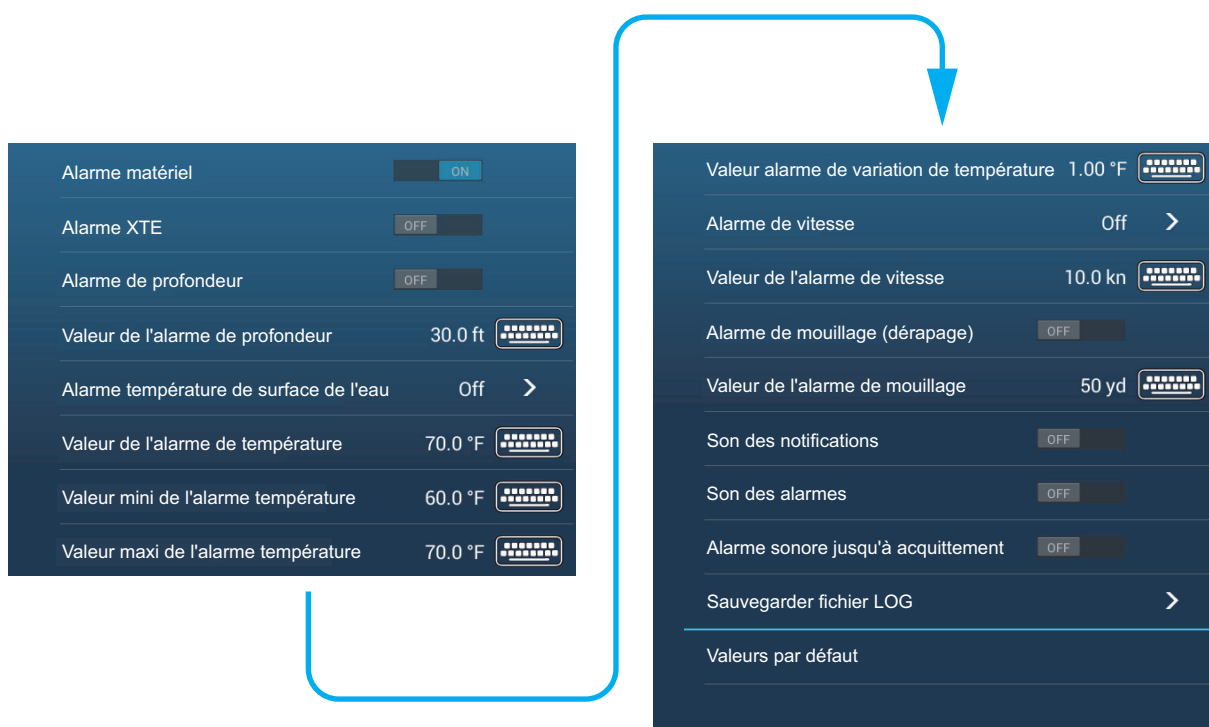 Alarme matériel ON
Alarme XTE OFF
Alarme de profondeur OFF
Valeur de l'alarme de profondeur 30.0 ft
Alarme température de surface de l'eau Off
Valeur de l'alarme de température 70.0 °F
Valeur mini de l'alarme température 60.0 °F
Valeur maxi de l'alarme température 70.0 °F
Valeur alarme de variation de température 1.00 °F
Alarme de vitesse Off
Valeur de l'alarme de vitesse 10.0 kn
Alarme de mouillage (dérapage) OFF
Valeur de l'alarme de mouillage 50 yd
Son des notifications OFF
Son des alarmes OFF
Alarme sonore jusqu'à acquittement OFF
Sauvegarder fichier LOG
Valeurs par défaut